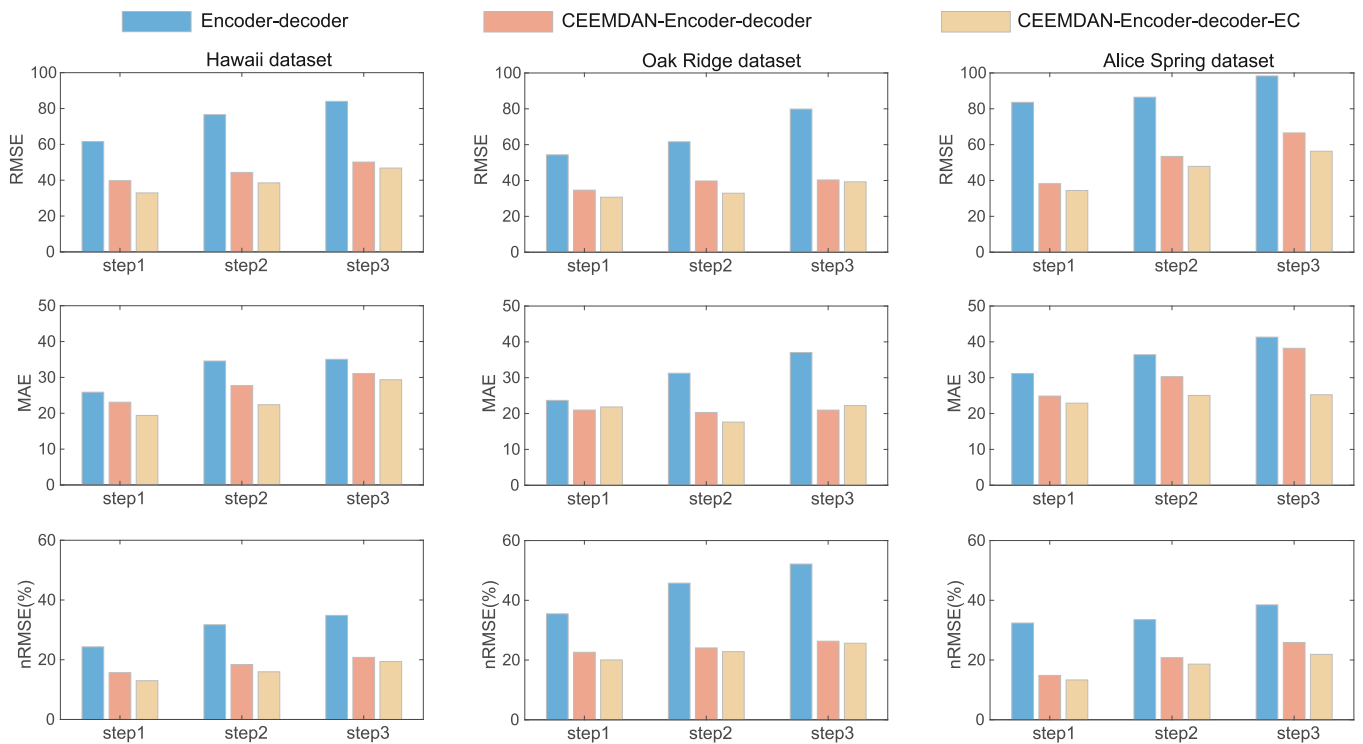 Encoder-decoder CEEMDAN-Encoder-decoder CEEMDAN-Encoder-decoder-EC
Hawaii dataset
RMSE
100
80
60
40
20
0
step1 step2 step3
Oak Ridge dataset
RMSE
100
80
60
40
20
0
step1 step2 step3
Alice Spring dataset
RMSE
100
80
60
40
20
0
step1 step2 step3
MAE
50
40
30
20
10
0
step1 step2 step3
MAE
50
40
30
20
10
0
step1 step2 step3
MAE
50
40
30
20
10
0
step1 step2 step3
nRMSE(%)
60
40
20
0
step1 step2 step3
nRMSE(%)
60
40
20
0
step1 step2 step3
nRMSE(%)
60
40
20
0
step1 step2 step3